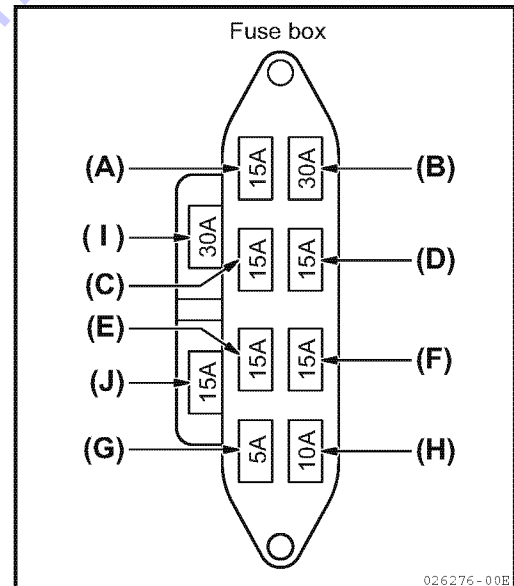 Fuse box
(A) 15A 30A (B)
(I) 30A
(C) 15A 15A (D)
(E) 15A 15A (F)
(J) 15A
(G) 5A 10A (H)
026276-00E